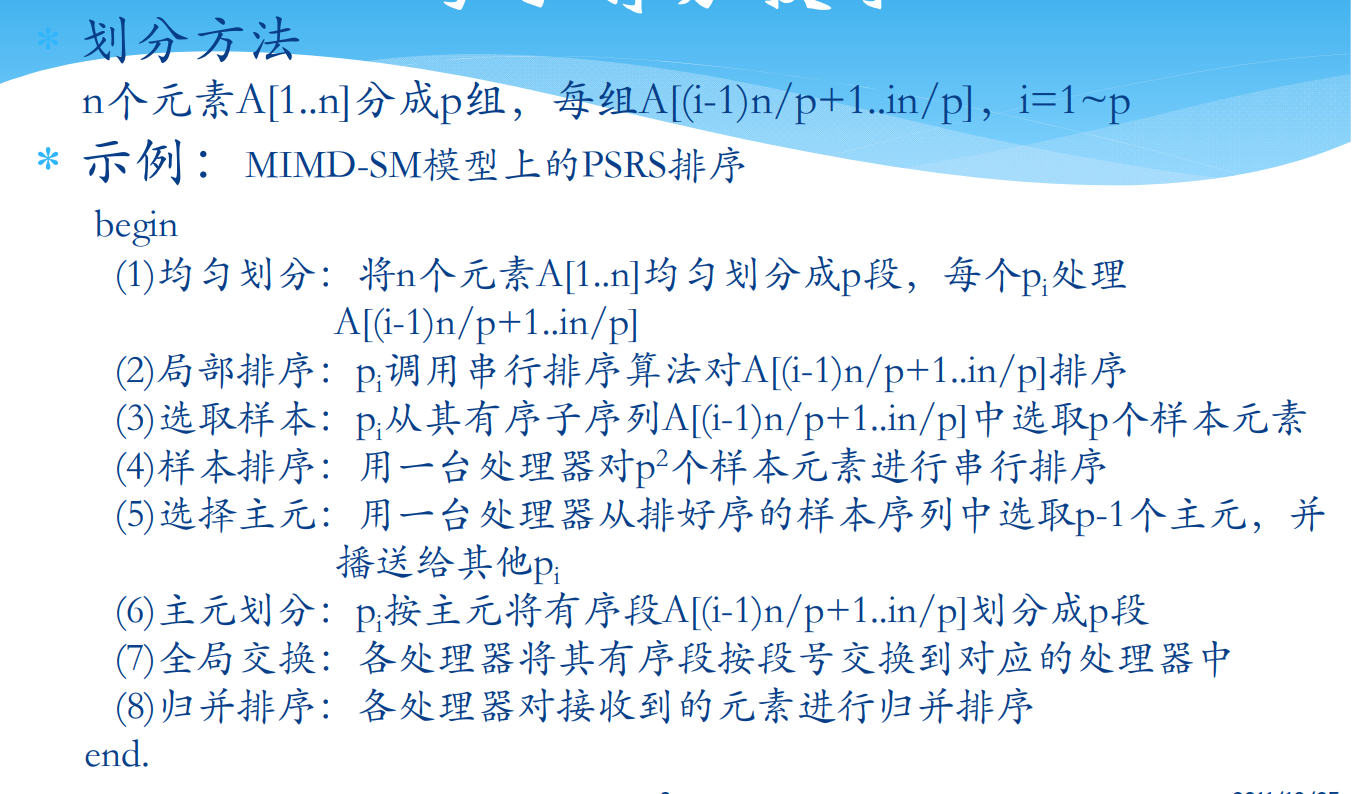 划分方法
n个元素A[1..n]分成p组，每组A[(i-1)n/p+1..in/p]，i=1~p
示例：MIMD-SM模型上的PSRS排序
begin
(1)均匀划分：将n个元素A[1..n]均匀划分成p段，每个pi处理
A[(i-1)n/p+1..in/p]
(2)局部排序：pi调用串行排序算法对A[(i-1)n/p+1..in/p]排序
(3)选取样本：pi从其有序子序列A[(i-1)n/p+1..in/p]中选取p个样本元素
(4)样本排序：用一台处理器对p²个样本元素进行串行排序
(5)选择主元：用一台处理器从排好序的样本序列中选取p-1个主元，并
播送给其他pi
(6)主元划分：pi按主元将有序段A[(i-1)n/p+1..in/p]划分成p段
(7)全局交换：各处理器将其有序段按段号交换到对应的处理器中
(8)归并排序：各处理器对接收到的元素进行归并排序
end.